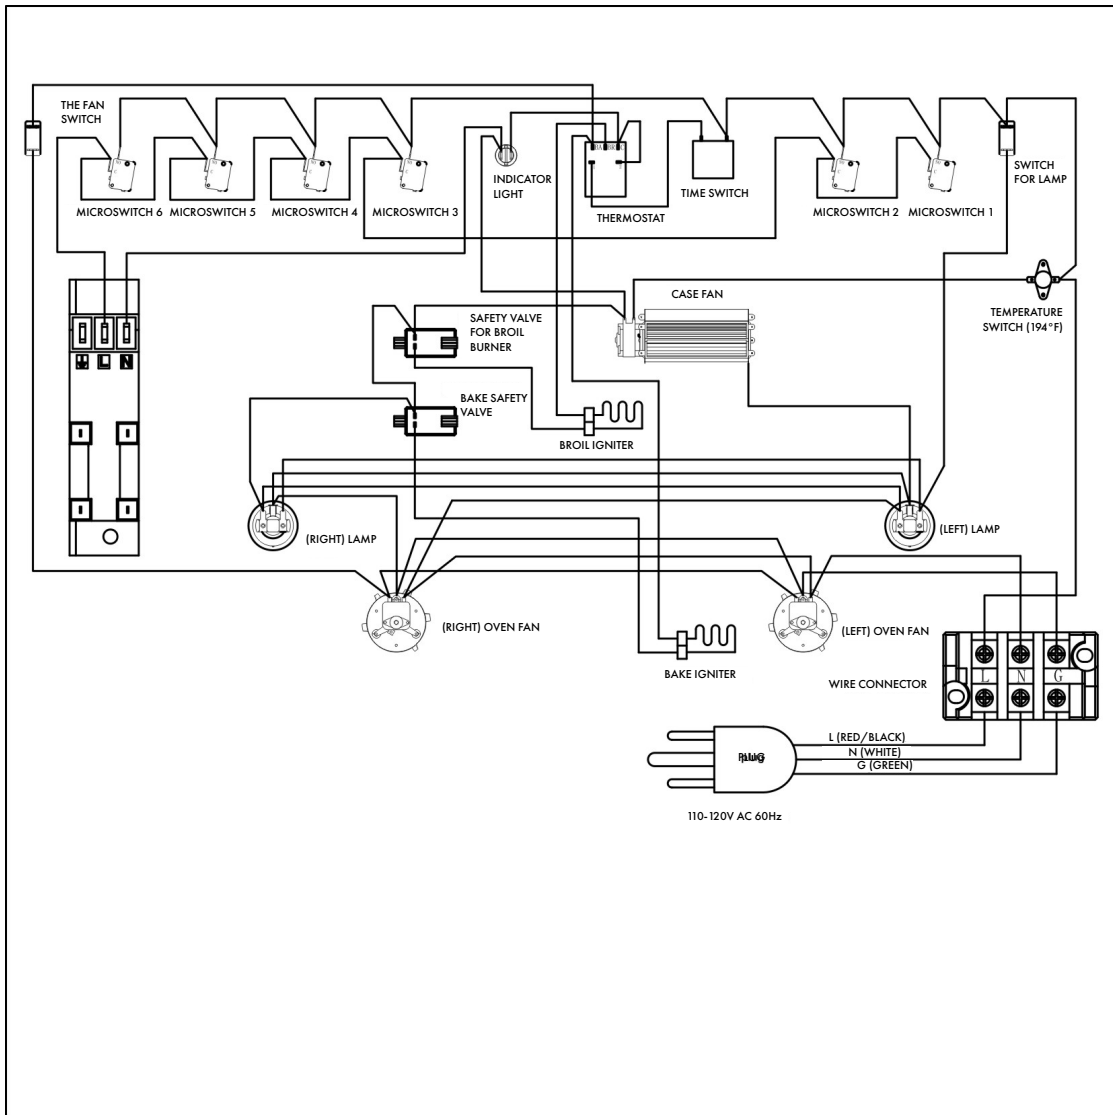 THE FAN
SWITCH
MICROSWITCH 6
MICROSWITCH 5
MICROSWITCH 4
MICROSWITCH 3
INDICATOR
LIGHT
THERMOSTAT
TIME SWITCH
MICROSWITCH 2
MICROSWITCH 1
SWITCH
FOR LAMP
TEMPERATURE
SWITCH (194°F)
CASE FAN
SAFETY VALVE
FOR BROIL
BURNER
L
N
BAKE SAFETY
VALVE
BROIL IGNITER
(RIGHT) LAMP
(LEFT) LAMP
(RIGHT) OVEN FAN
(LEFT) OVEN FAN
BAKE IGNITER
WIRE CONNECTOR
L
N
G
L (RED/BLACK)
N (WHITE)
G (GREEN)
110-120V AC 60Hz